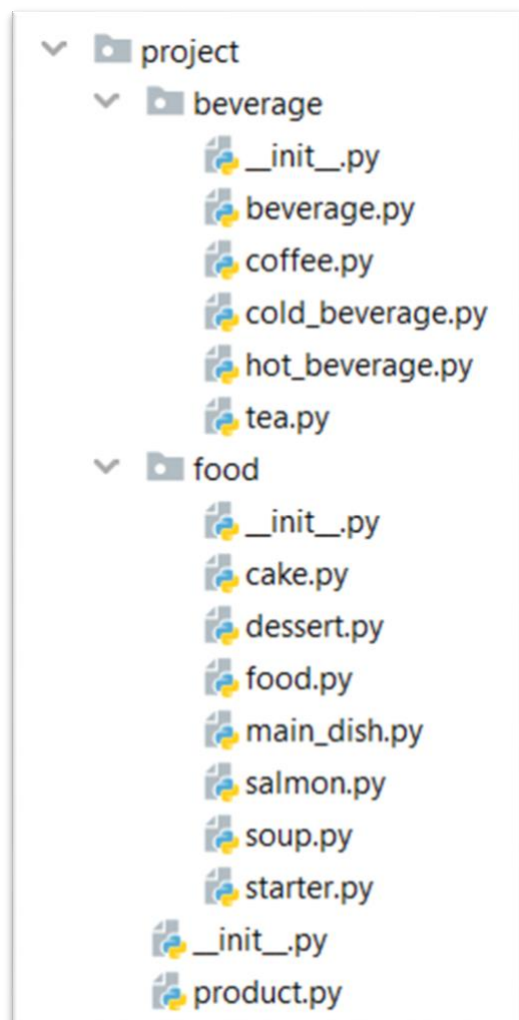 project
beverage
__init__.py
beverage.py
coffee.py
cold_beverage.py
hot_beverage.py
tea.py
food
__init__.py
cake.py
dessert.py
food.py
main_dish.py
salmon.py
soup.py
starter.py
__init__.py
product.py